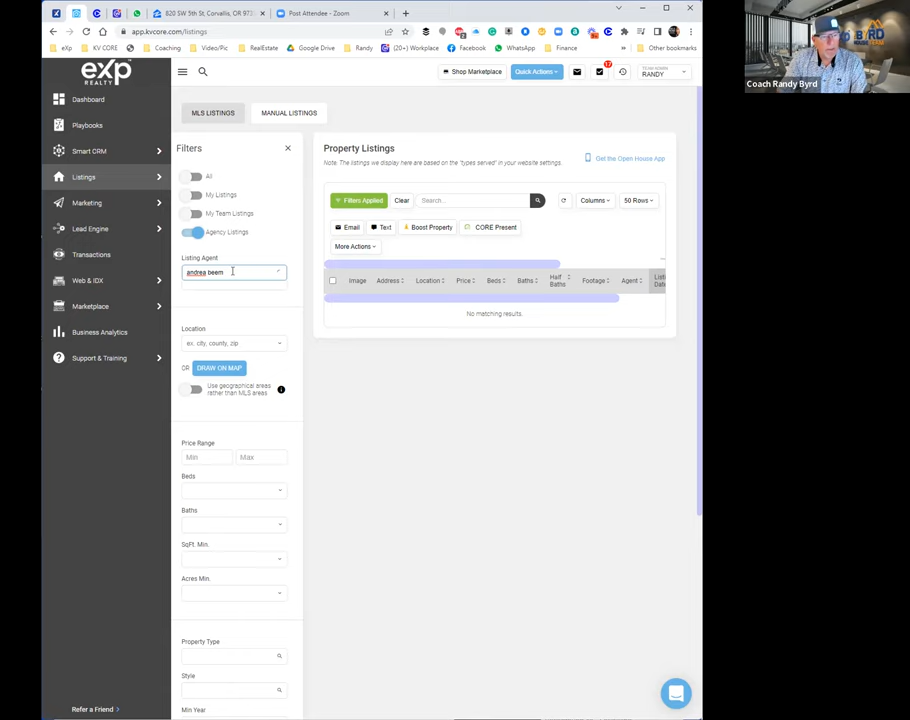 820 SW 5th St, Corvallis, OR 973
Post Attendee - Zoom
app.kvcore.com/listings
eXp
KV CORE
Coaching
Video/Pic
RealEstate
Google Drive
Randy
(20+) Workplace
Facebook
WhatsApp
Finance
Other bookmarks
exp
REALTY
Dashboard
Playbooks
Smart CRM
Listings
Marketing
Lead Engine
Transactions
Web & IDX
Marketplace
Business Analytics
Support & Training
Refer a Friend
Shop Marketplace
Quick Actions
17
RANDY
MLS LISTINGS
MANUAL LISTINGS
Filters
All
My Listings
My Team Listings
Agency Listings
Listing Agent
andrea beem
Location
ex. city, county, zip
OR DRAW ON MAP
Use geographical areas
rather than MLS areas
Price Range
Min Max
Beds
Baths
SqFt. Min.
Acres Min.
Property Type
Style
Min Year
Property Listings
Note. The listings we display here are based on the "types served" in your website settings.
Get the Open House App
Filters Applied Clear Search... Columns 50 Rows
Email Text Boost Property CORE Present
More Actions
Image Address Location Price Beds Baths Half
Baths Footage Agent
No matching results.
BYRD
HOUSE TEAM
Coach Randy Byrd